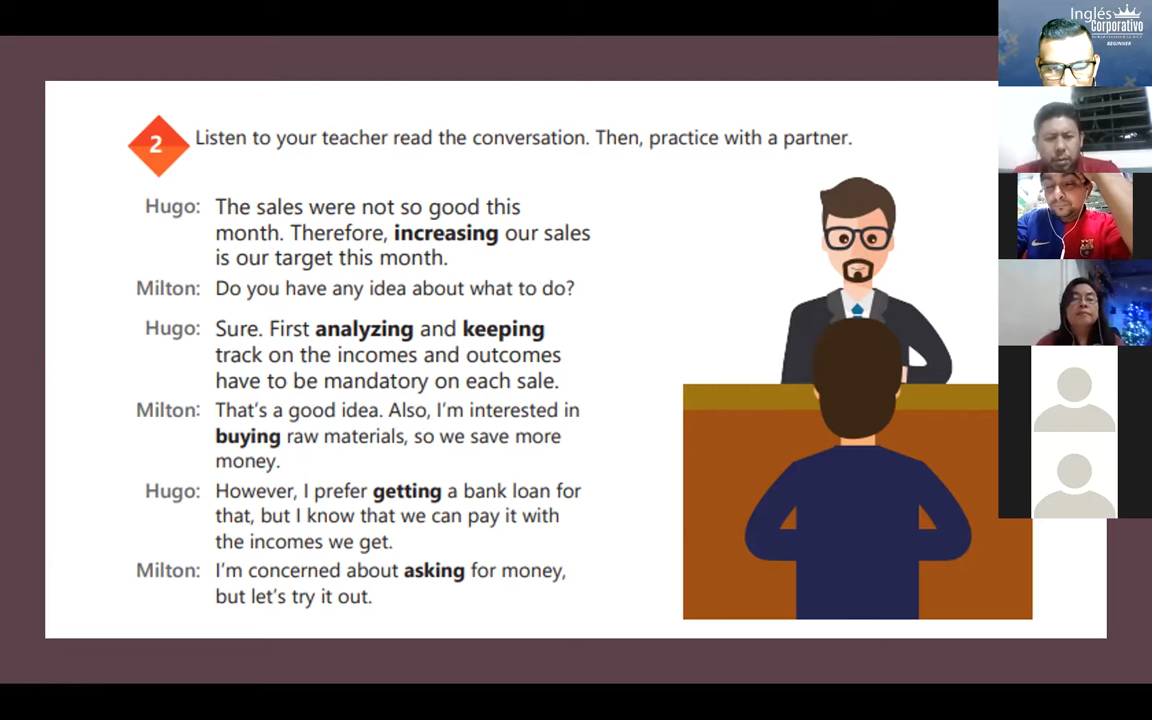 Inglés
Corporativo
BEGINNER
2
Listen to your teacher read the conversation. Then, practice with a partner.
Hugo: The sales were not so good this
month. Therefore, increasing our sales
is our target this month.
Milton: Do you have any idea about what to do?
Hugo: Sure. First analyzing and keeping
track on the incomes and outcomes
have to be mandatory on each sale.
Milton: That's a good idea. Also, I'm interested in
buying raw materials, so we save more
money.
Hugo: However, I prefer getting a bank loan for
that, but I know that we can pay it with
the incomes we get.
Milton: I'm concerned about asking for money,
but let's try it out.